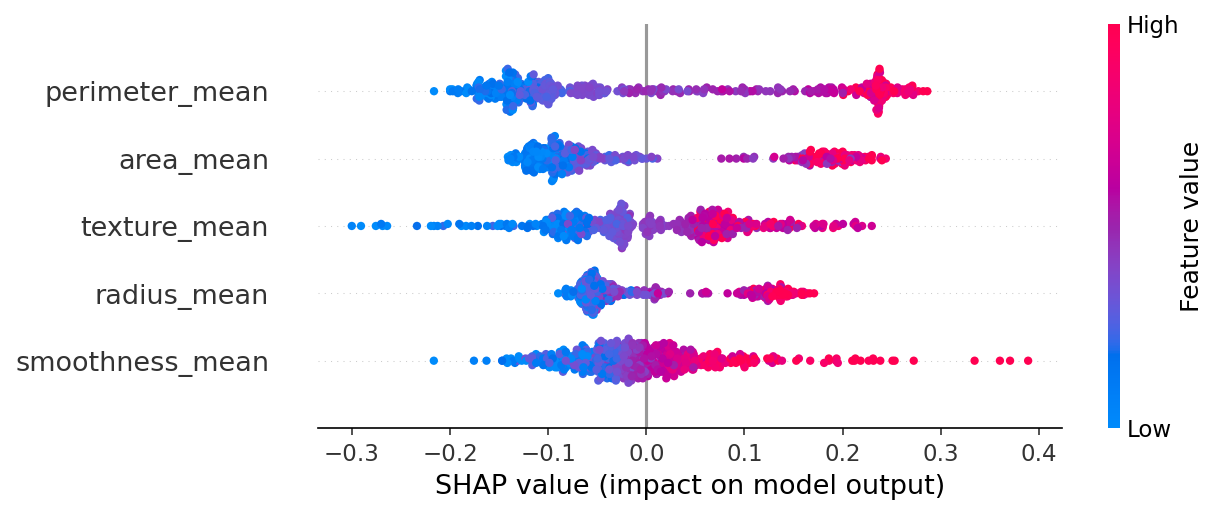 High
perimeter_mean
area_mean
texture_mean
radius_mean
smoothness_mean
Feature value
Low
−0.3 −0.2 −0.1 0.0 0.1 0.2 0.3 0.4
SHAP value (impact on model output)